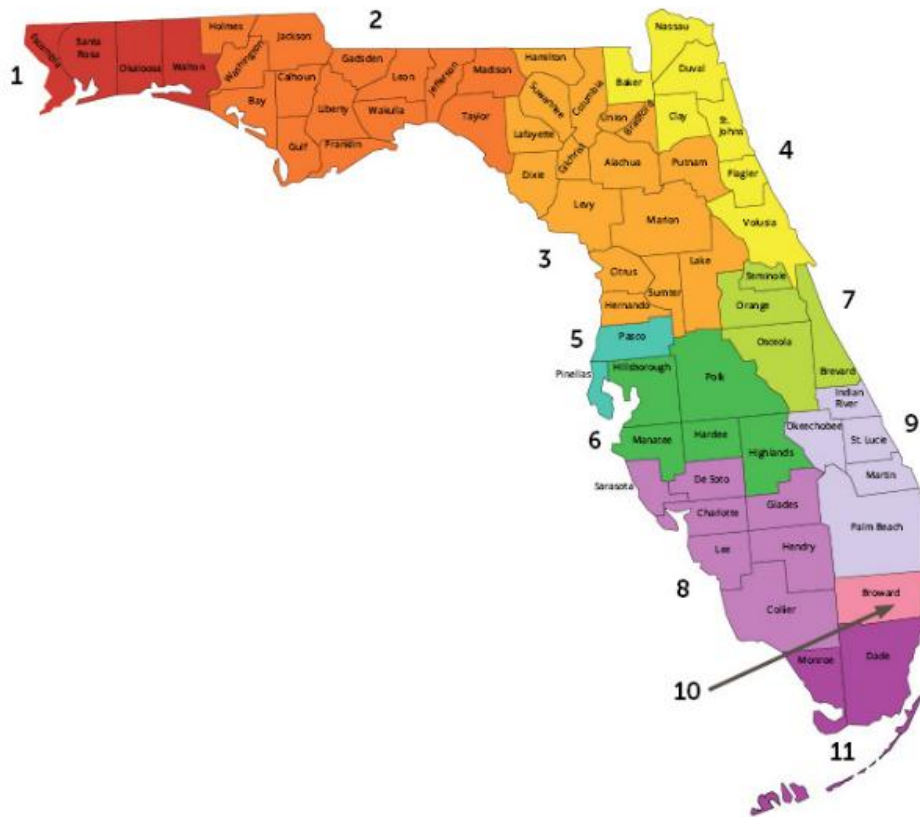 2
Holmes
Jackson
Nassau
Santa
Rosa
Escambia
Okaloosa
Walton
Washington
1
Gadsden
Leon
Jefferson
Madison
Hamilton
Baker
Duval
Calhoun
Bay
Liberty
Wakulla
Taylor
Suwannee
Columbia
Union
Bradford
Clay
St.
Johns
Gulf
Franklin
Lafayette
Gilchrist
Alachua
Putnam
4
Dixie
Flagler
Levy
Marion
Volusia
3
Citrus
Lake
Sumter
Seminole
Hernando
Orange
7
5
Pasco
Osceola
Pinellas
Hillsborough
Polk
Brevard
Indian
River
6
Manatee
Hardee
Okeechobee
9
St. Lucie
Highlands
Martin
Sarasota
De Soto
Charlotte
Glades
Palm Beach
Lee
Hendry
8
Collier
Broward
Monroe
Dade
10
11